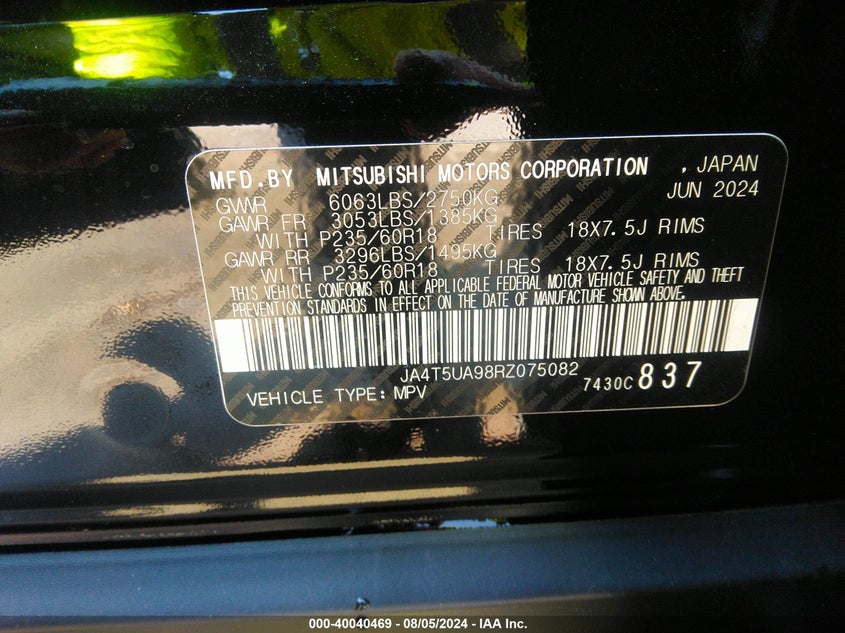 MFD.BY MITSUBISHI MOTORS CORPORATION , JAPAN
GVWR 6063LBS/2750KG JUN 2024
GAWR FR 3053LBS/1385KG
WITH P235/60R18 TIRES 18X7.5J RIMS
GAWR RR 3296LBS/1495KG
WITH P235/60R18 TIRES 18X7.5J RIMS
THIS VEHICLE CONFORMS TO ALL APPLICABLE FEDERAL MOTOR VEHICLE SAFETY AND THEFT
PREVENTION STANDARDS IN EFFECT ON THE DATE OF MANUFACTURE SHOWN ABOVE.
JA4T5UA98RZ075082
VEHICLE TYPE:MPV 7430C 837
000-40040469 - 08/05/2024 - IAA Inc.